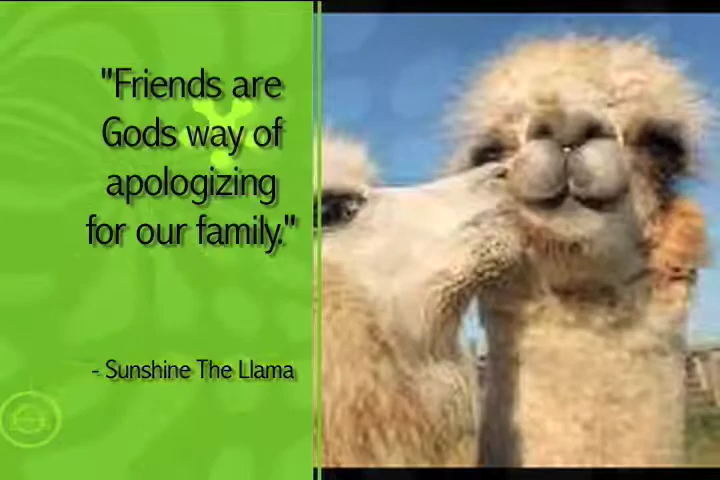 "Friends are
Gods way of
apologizing
for our family."
- Sunshine The Llama